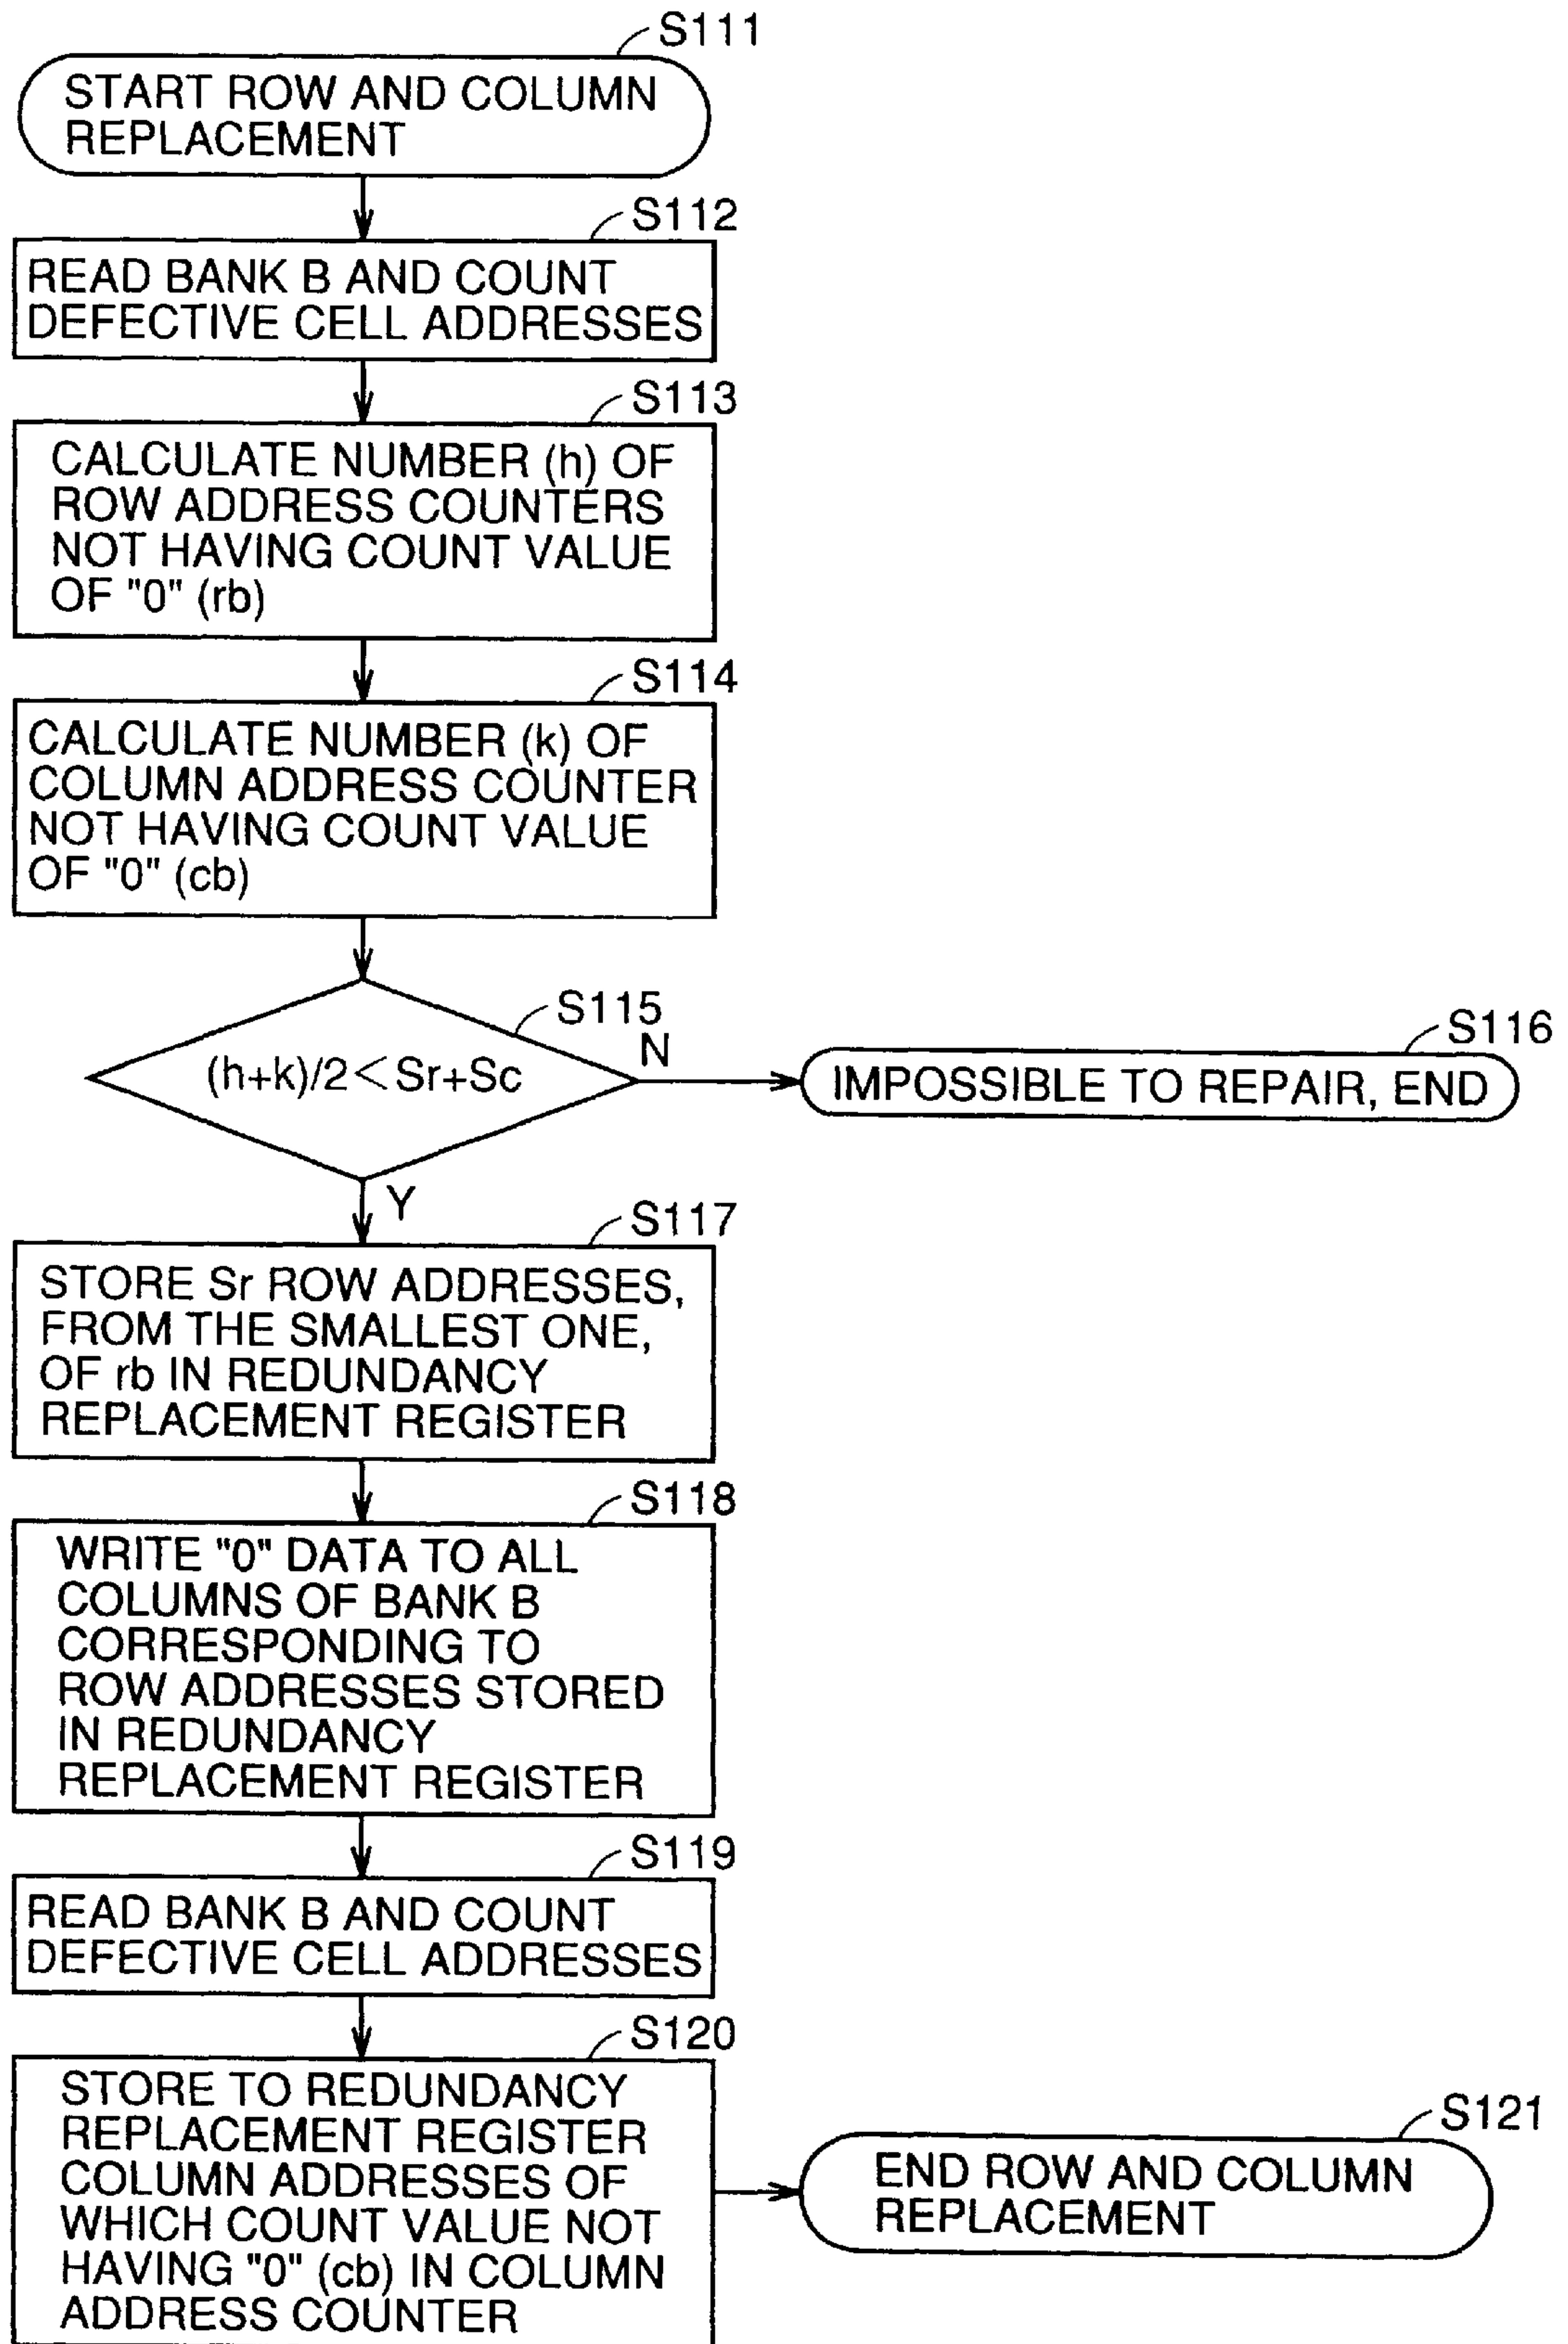 S111
START ROW AND COLUMN
REPLACEMENT
S112
READ BANK B AND COUNT
DEFECTIVE CELL ADDRESSES
S113
CALCULATE NUMBER (h) OF
ROW ADDRESS COUNTERS
NOT HAVING COUNT VALUE
OF "0" (rb)
S114
CALCULATE NUMBER (k) OF
COLUMN ADDRESS COUNTER
NOT HAVING COUNT VALUE
OF "0" (cb)
S115
(h+k)/2<Sr+Sc
N
S116
IMPOSSIBLE TO REPAIR, END
Y
S117
STORE Sr ROW ADDRESSES,
FROM THE SMALLEST ONE,
OF rb IN REDUNDANCY
REPLACEMENT REGISTER
S118
WRITE "0" DATA TO ALL
COLUMNS OF BANK B
CORRESPONDING TO
ROW ADDRESSES STORED
IN REDUNDANCY
REPLACEMENT REGISTER
S119
READ BANK B AND COUNT
DEFECTIVE CELL ADDRESSES
S120
STORE TO REDUNDANCY
REPLACEMENT REGISTER
COLUMN ADDRESSES OF
WHICH COUNT VALUE NOT
HAVING "0" (cb) IN COLUMN
ADDRESS COUNTER
S121
END ROW AND COLUMN
REPLACEMENT